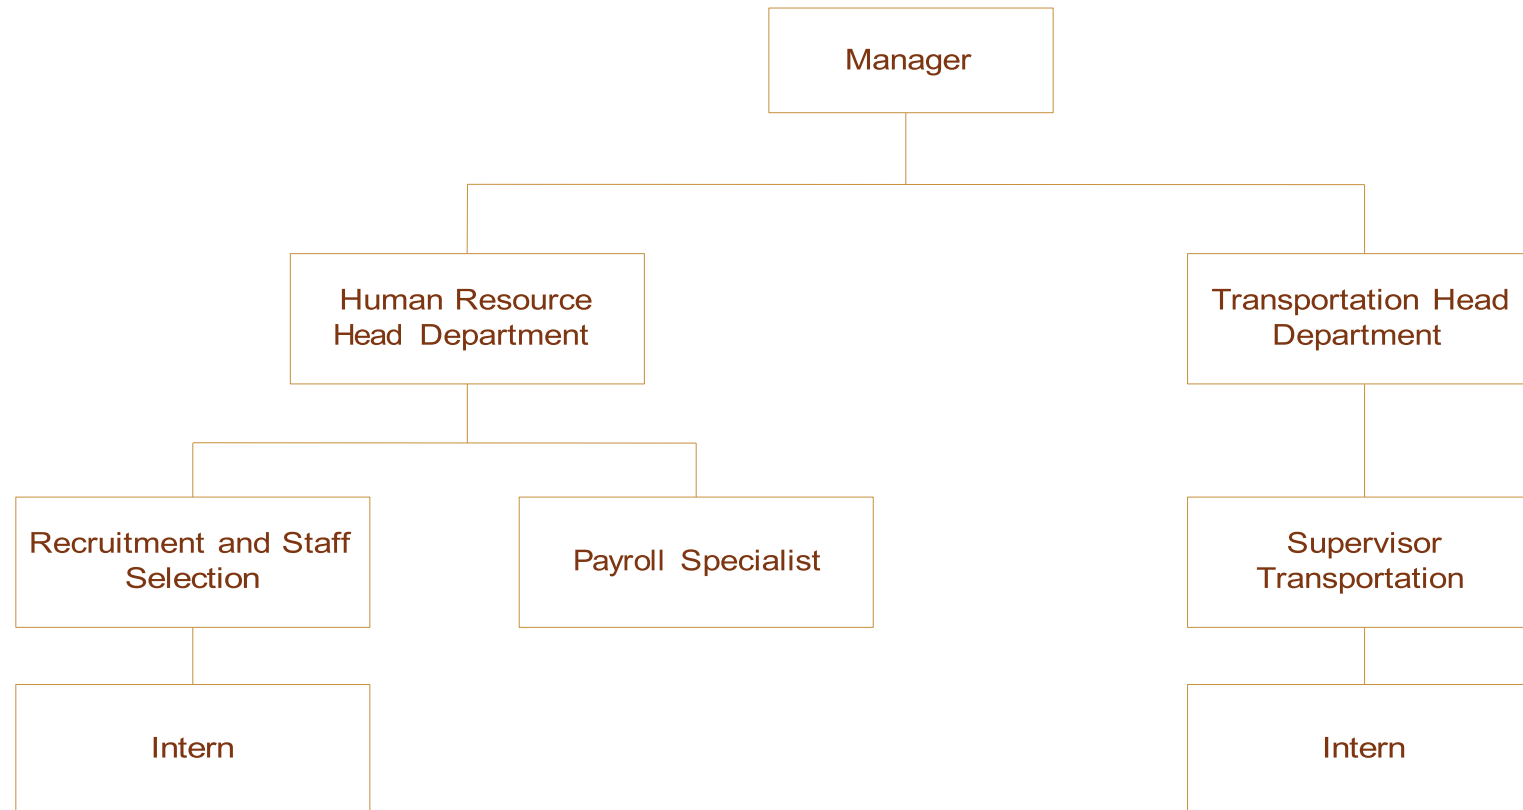 Manager
Human Resource
Head Department
Transportation Head
Department
Recruitment and Staff
Selection
Payroll Specialist
Supervisor
Transportation
Intern
Intern